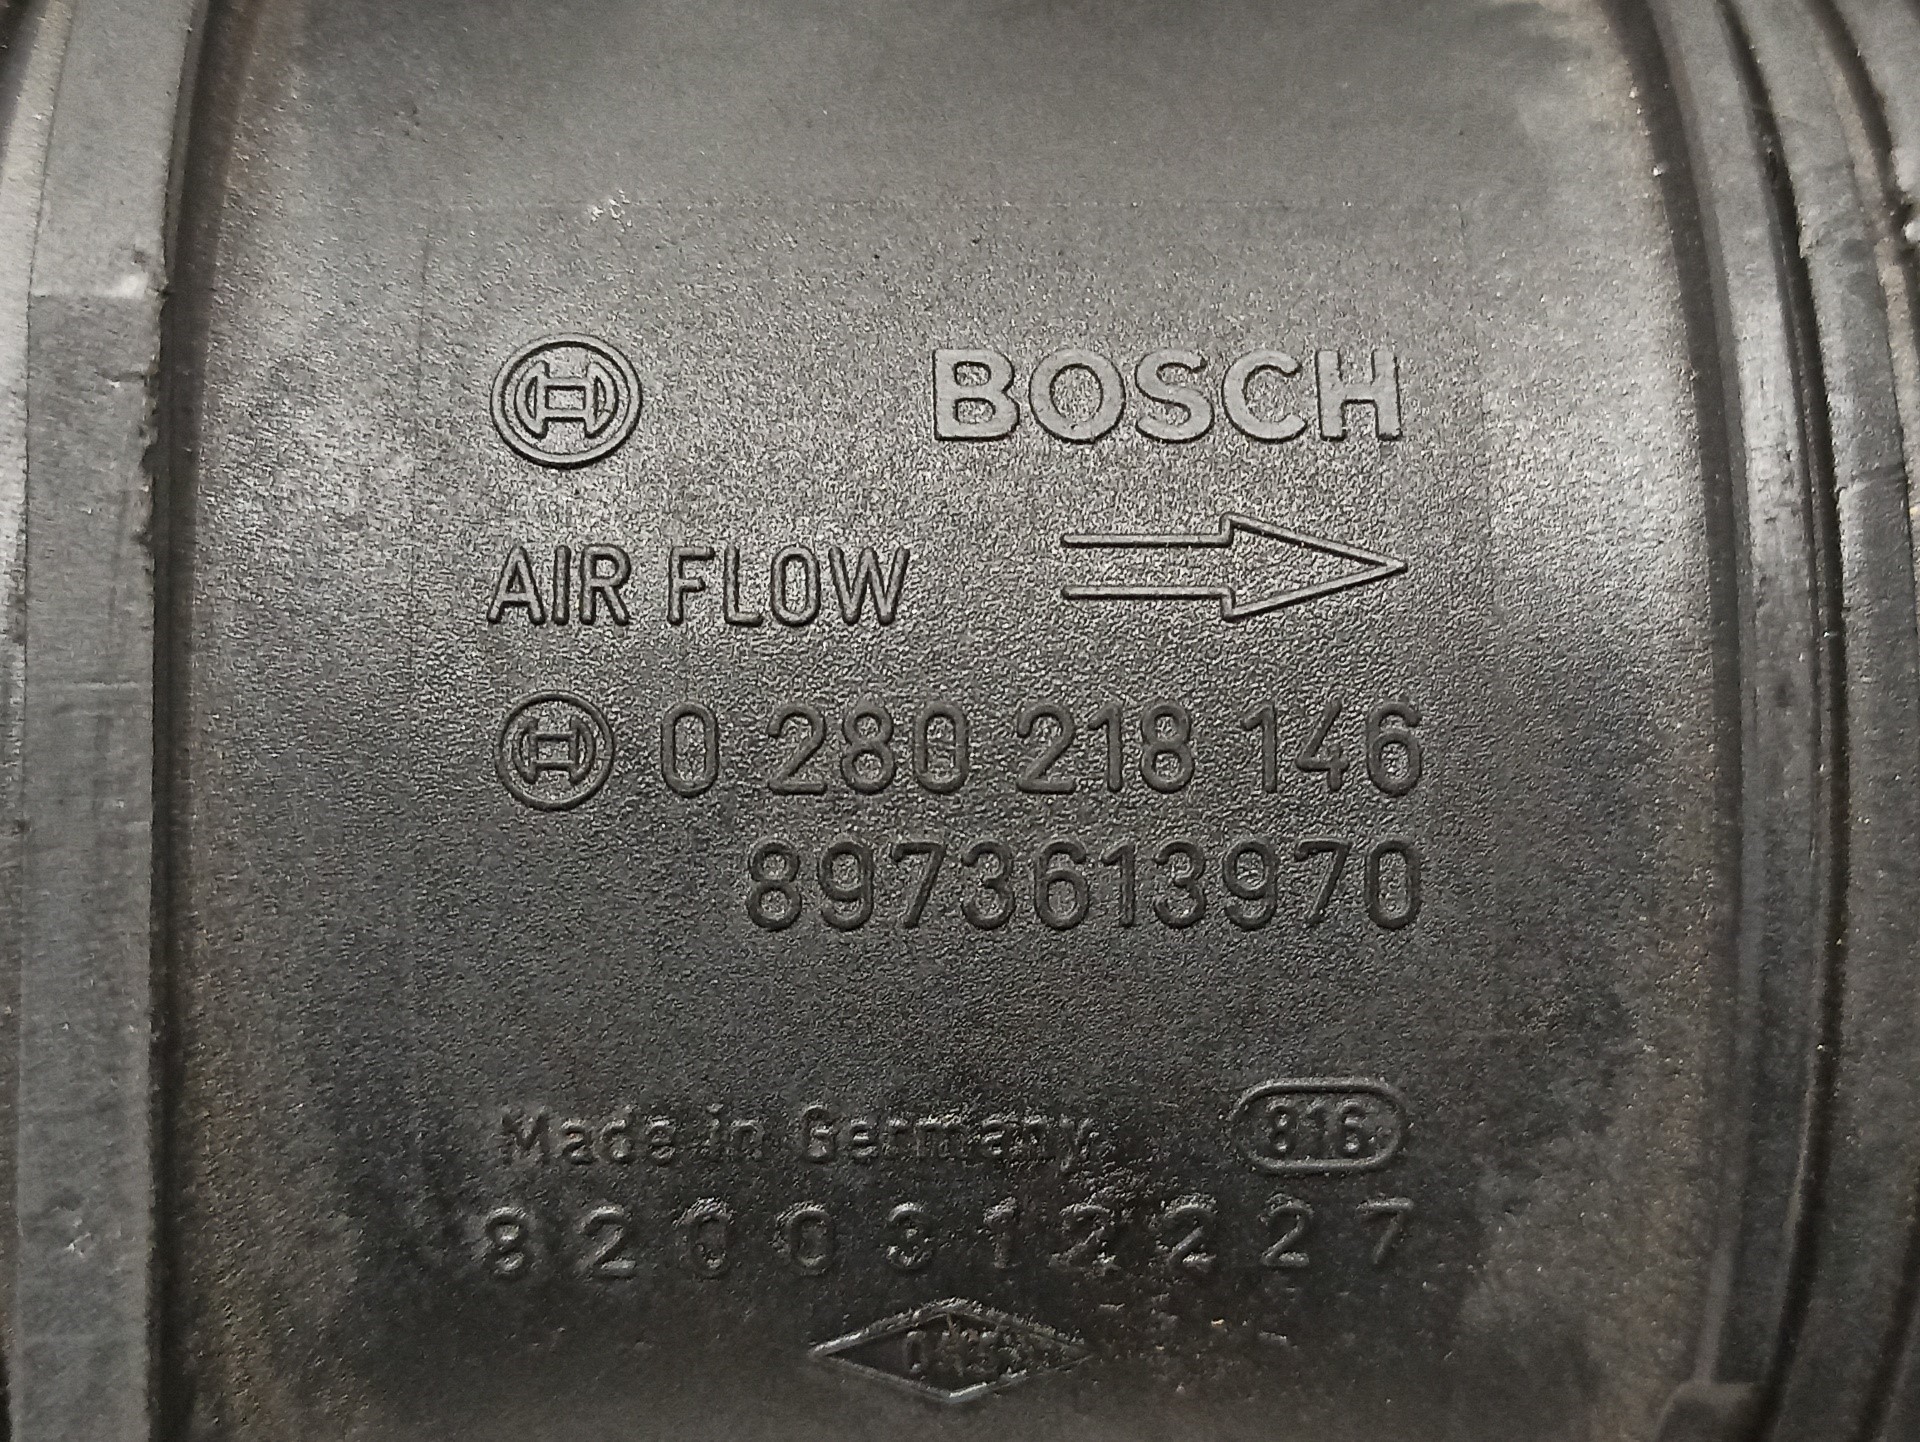 BOSCH
AIR FLOW
0 280 218 146
8973613970
Made in Germany 816
8200312227